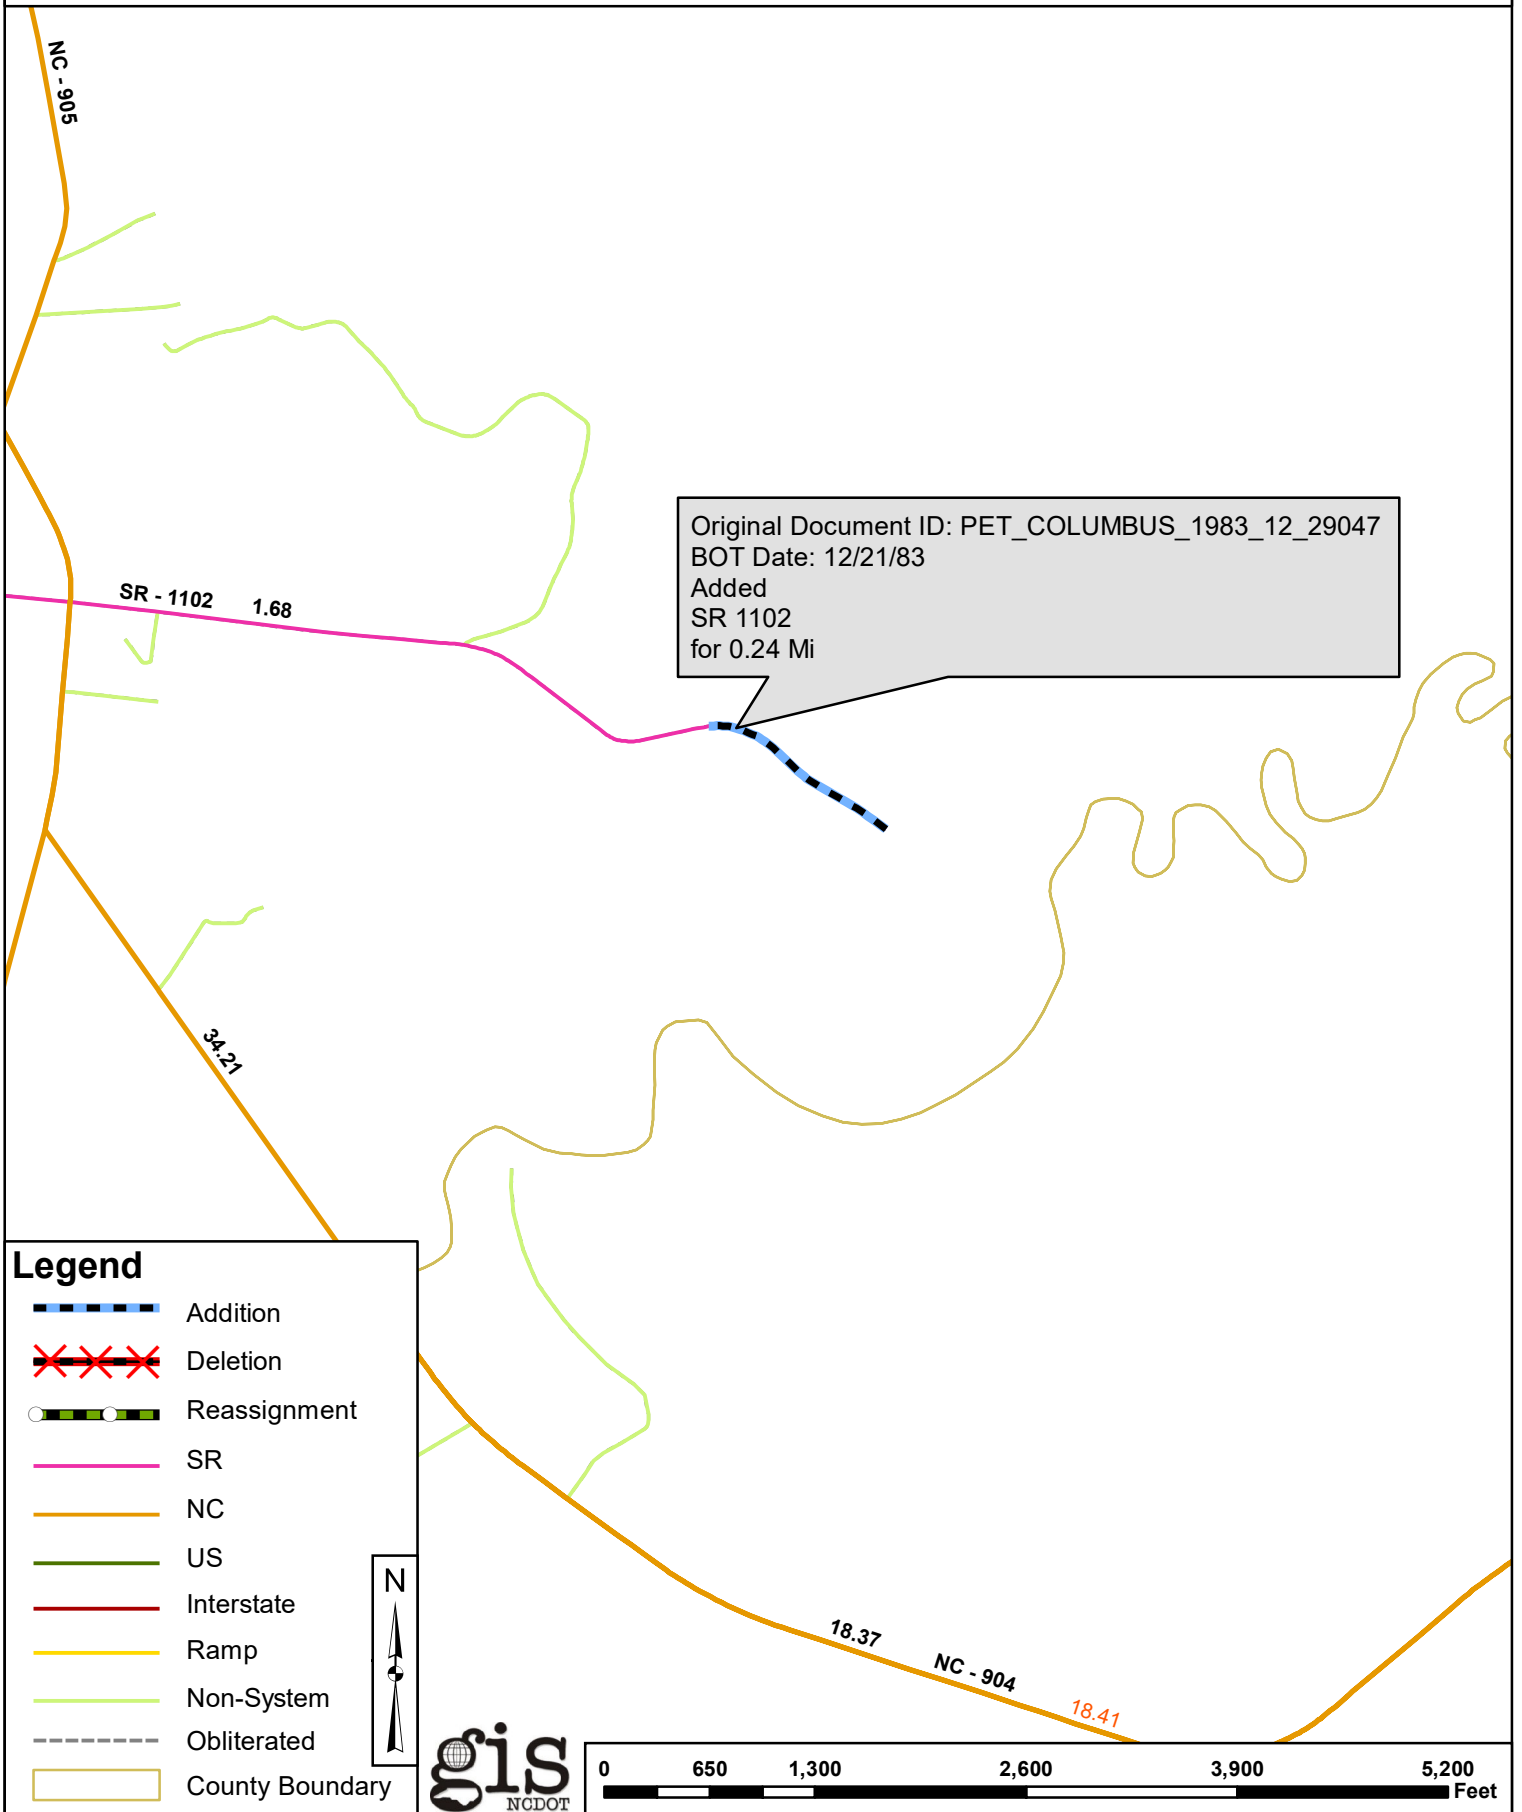 NC - 905
SR - 1102
1.68
Original Document ID: PET_COLUMBUS_1983_12_29047
BOT Date: 12/21/83
Added
SR 1102
for 0.24 Mi
34.21
18.37
NC - 904
18.41
Legend
Addition
Deletion
Reassignment
SR
NC
US
Interstate
Ramp
Non-System
Obliterated
County Boundary
N
gis
NCDOT
0 650 1,300 2,600 3,900 5,200
Feet